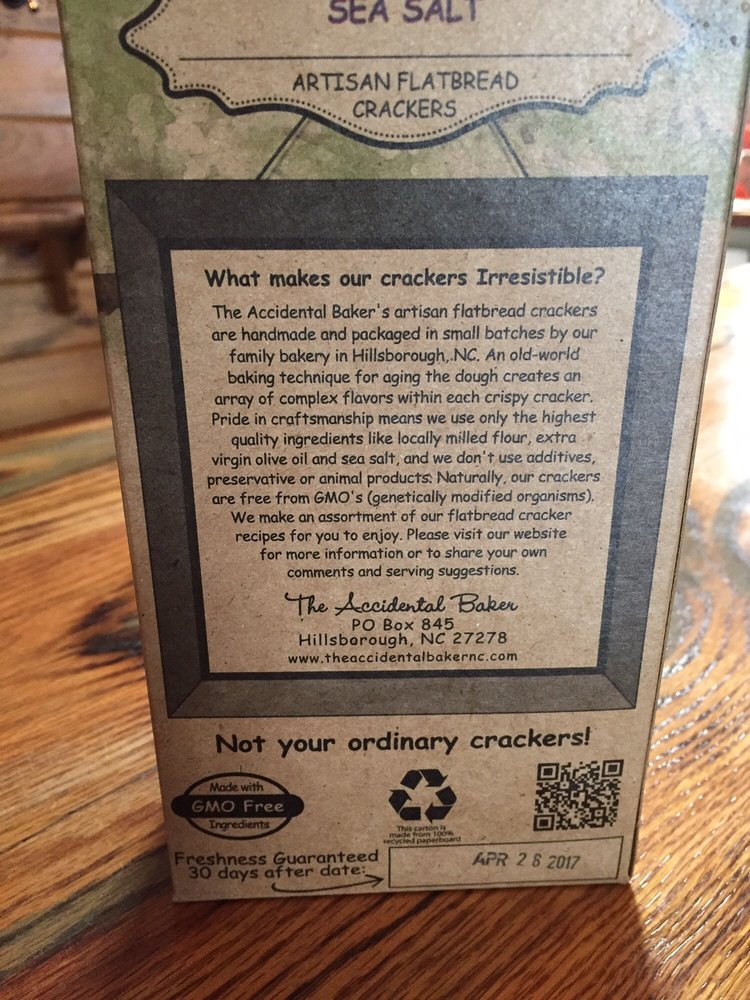 SEA SALT
ARTISAN FLATBREAD
CRACKERS
What makes our crackers Irresistible?
The Accidental Baker's artisan flatbread crackers
are handmade and packaged in small batches by our
family bakery in Hillsborough, NC. An old-world
baking technique for aging the dough creates an
array of complex flavors within each crispy cracker.
Pride in craftsmanship means we use only the highest
quality ingredients like locally milled flour, extra
virgin olive oil and sea salt, and we don't use additives,
preservative or animal products. Naturally, our crackers
are free from GMO's (genetically modified organisms).
We make an assortment of our flatbread cracker
recipes for you to enjoy. Please visit our website
for more information or to share your own
comments and serving suggestions.
The Accidental Baker
PO Box 845
Hillsborough, NC 27278
www.theaccidentalbakernc.com
Not your ordinary crackers!
Made with
GMO Free
Ingredients
This carton is
made from 100%
recycled paperboard
Freshness Guaranteed
30 days after date:
APR 28 2017